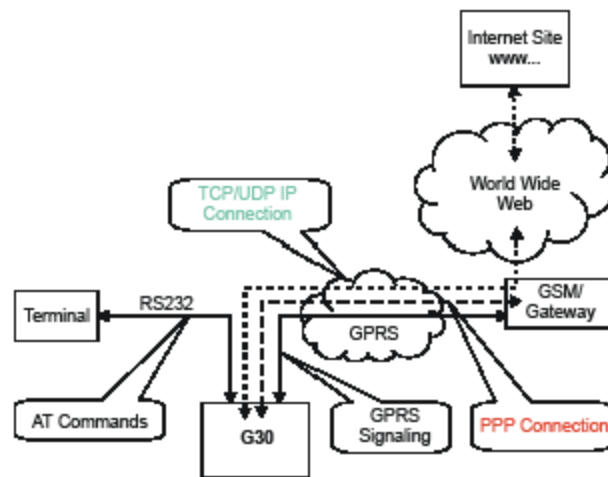 Internet Site
www...
World Wide
Web
TCP/UDP IP
Connection
RS232
Terminal
GSM/
Gateway
GPRS
AT Commands
G30
GPRS
Signaling
PPP Connection